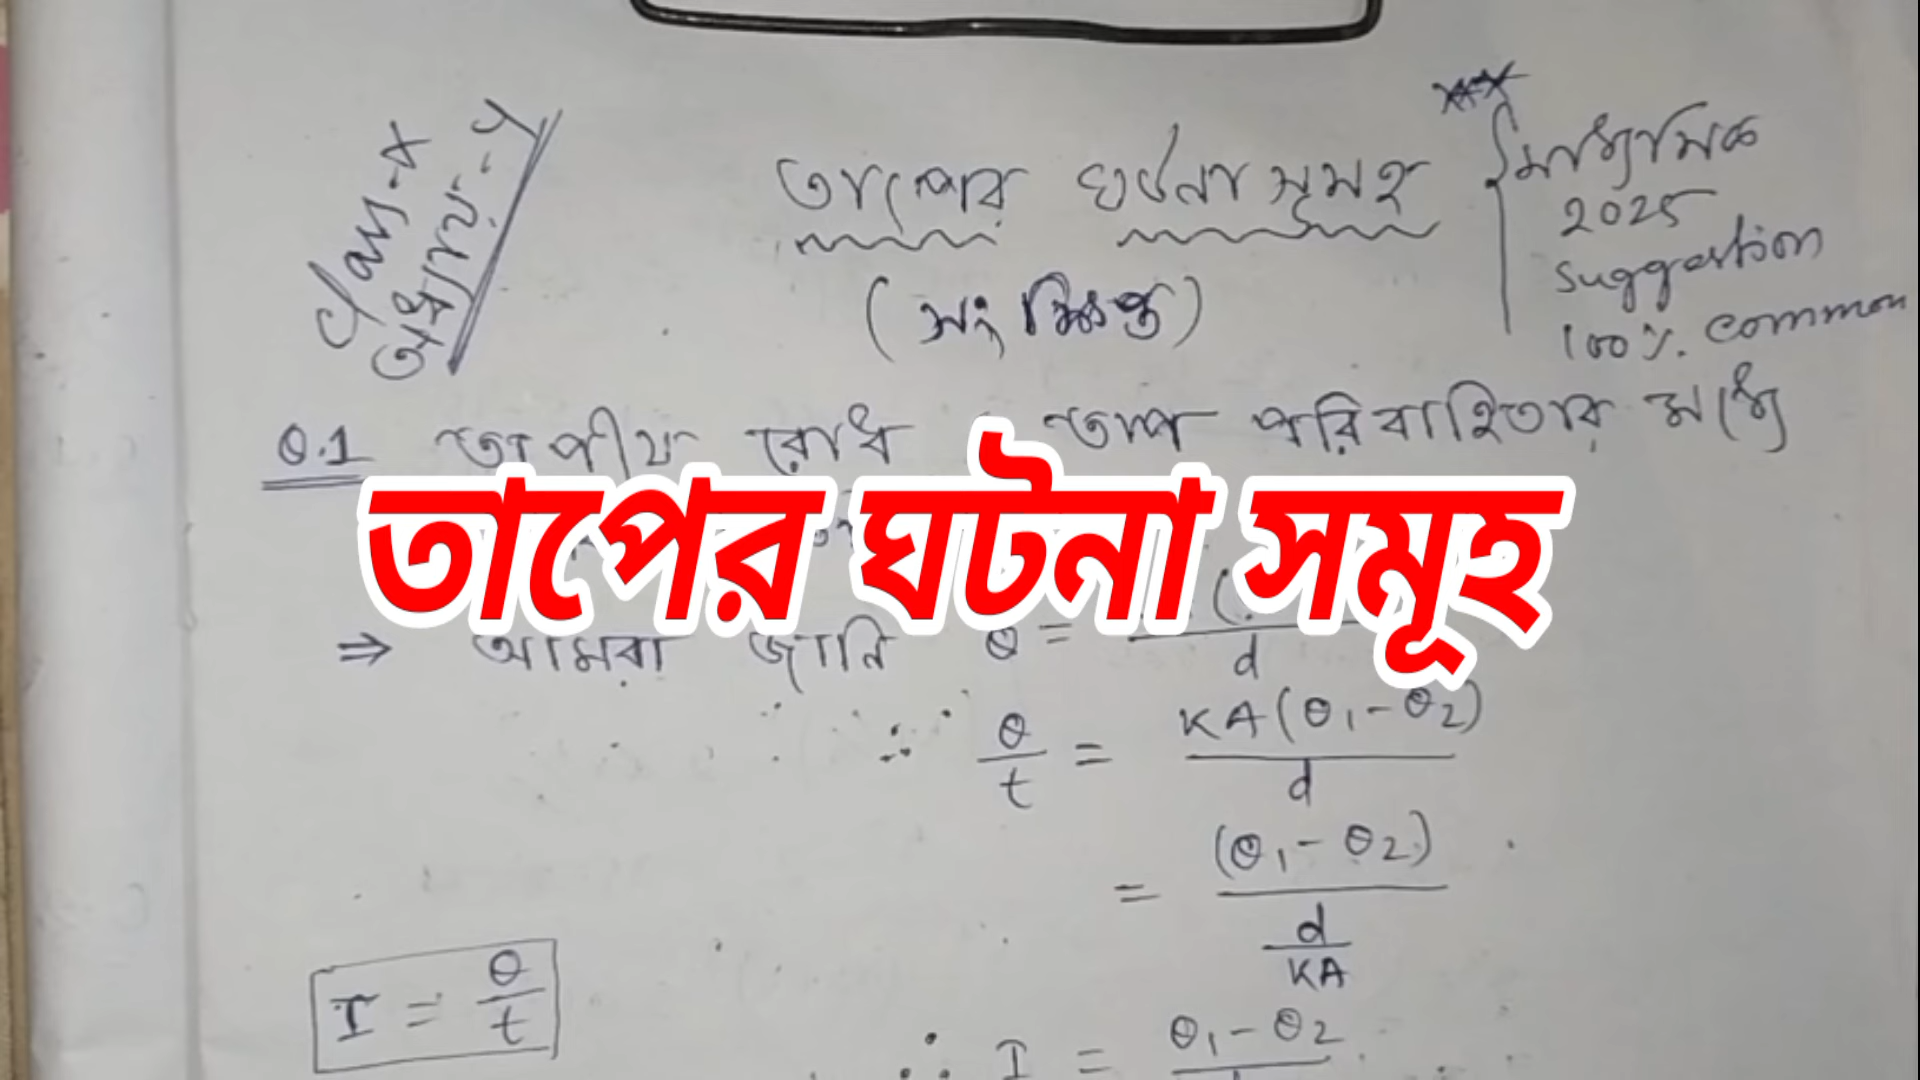 Class-X
অধ্যায়-4
তাপের ঘটনা সমূহ
(সংক্ষিপ্ত)
মাধ্যমিক
2025
suggestion
100%. common
Q.1 তাপীয় রোধ তাপ পরিবাহিতার মধ্যে
তাপের ঘটনা সমূহ
⇒ আমরা জানি Q = d
∴ Q/t = KA(θ1-θ2)/d
= (θ1-θ2)/(d/KA)
I = Q/t
∴ I = θ1-θ2